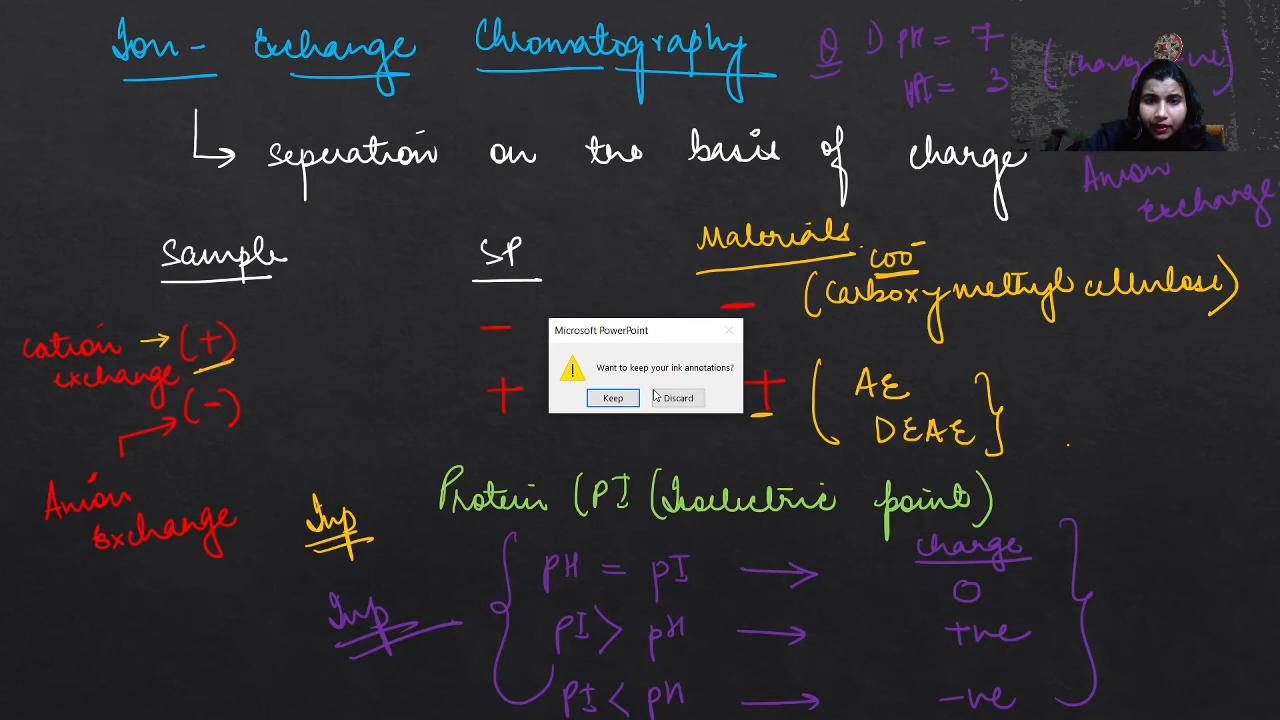 Ion- Exchange Chromatography
Q 1) pH = 7
pI = 3
seperation on the basis of charge
Anion
Exchange
Sample
SP
Materials
coo⁻
(Carboxymethyl cellulose)
cation → (+)
exchange
−
−
(-)
+
+
( AE
DEAE }
Anion
Exchange
Microsoft PowerPoint
Want to keep your ink annotations?
Keep
Discard
Imp
Protein (PI (Isoelectric point)
charge
Imp
{ pH = pI → 0
pI > pH → +ve
pI < pH → -ve }